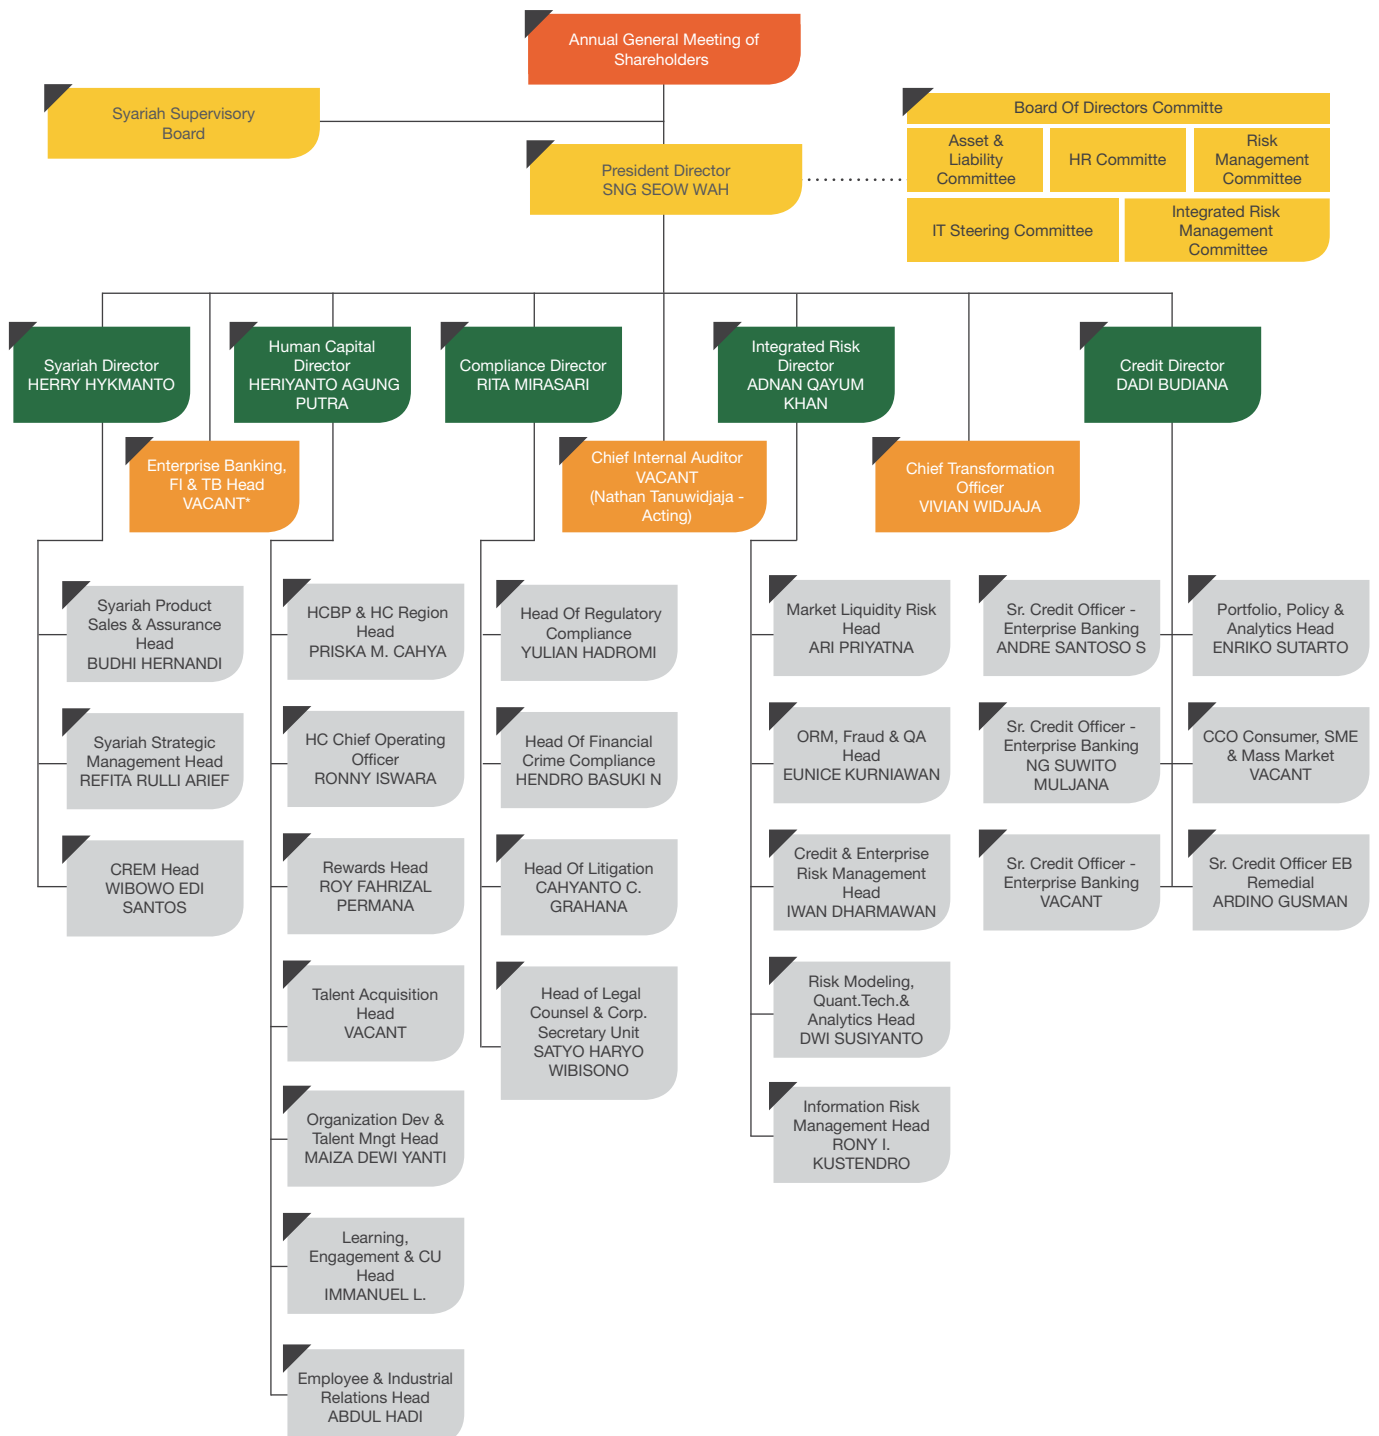 Annual General Meeting of
Shareholders
Syariah Supervisory
Board
Board Of Directors Committe
Asset &
Liability
Committee
HR Committe
Risk
Management
Committee
IT Steering Committee
Integrated Risk
Management
Committee
President Director
SNG SEOW WAH
Syariah Director
HERRY HYKMANTO
Human Capital
Director
HERIYANTO AGUNG
PUTRA
Compliance Director
RITA MIRASARI
Integrated Risk
Director
ADNAN QAYUM
KHAN
Credit Director
DADI BUDIANA
Enterprise Banking,
FI & TB Head
VACANT*
Chief Internal Auditor
VACANT
(Nathan Tanuwidjaja -
Acting)
Chief Transformation
Officer
VIVIAN WIDJAJA
Syariah Product
Sales & Assurance
Head
BUDHI HERNANDI
Syariah Strategic
Management Head
REFITA RULLI ARIEF
CREM Head
WIBOWO EDI
SANTOS
HCBP & HC Region
Head
PRISKA M. CAHYA
HC Chief Operating
Officer
RONNY ISWARA
Rewards Head
ROY FAHRIZAL
PERMANA
Talent Acquisition
Head
VACANT
Organization Dev &
Talent Mngt Head
MAIZA DEWI YANTI
Learning,
Engagement & CU
Head
IMMANUEL L.
Employee & Industrial
Relations Head
ABDUL HADI
Head Of Regulatory
Compliance
YULIAN HADROMI
Head Of Financial
Crime Compliance
HENDRO BASUKI N
Head Of Litigation
CAHYANTO C.
GRAHANA
Head of Legal
Counsel & Corp.
Secretary Unit
SATYO HARYO
WIBISONO
Market Liquidity Risk
Head
ARI PRIYATNA
ORM, Fraud & QA
Head
EUNICE KURNIAWAN
Credit & Enterprise
Risk Management
Head
IWAN DHARMAWAN
Risk Modeling,
Quant.Tech.&
Analytics Head
DWI SUSIYANTO
Information Risk
Management Head
RONY I.
KUSTENDRO
Sr. Credit Officer -
Enterprise Banking
ANDRE SANTOSO S
Sr. Credit Officer -
Enterprise Banking
NG SUWITO
MULJANA
Sr. Credit Officer -
Enterprise Banking
VACANT
Portfolio, Policy &
Analytics Head
ENRIKO SUTARTO
CCO Consumer, SME
& Mass Market
VACANT
Sr. Credit Officer EB
Remedial
ARDINO GUSMAN